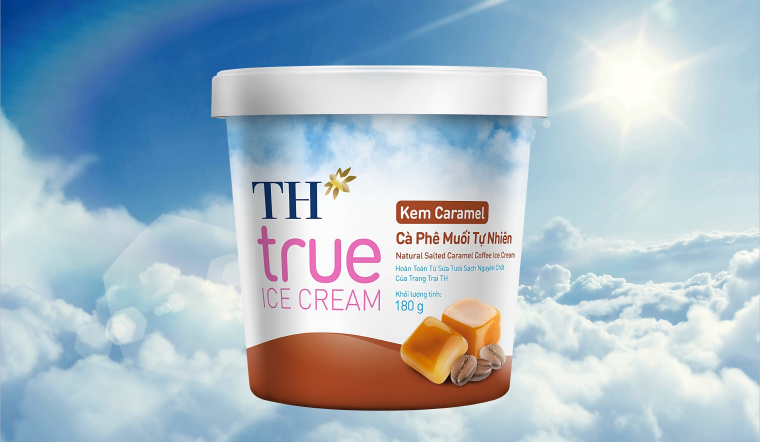 TH
true
ICE CREAM
Kem Caramel
Cà Phê Muối Tự Nhiên
Natural Salted Caramel Coffee Ice Cream
Hoàn Toàn Từ Sữa Tươi Sạch Nguyên Chất
Của Trang Trại TH
Khối lượng tịnh:
180 g